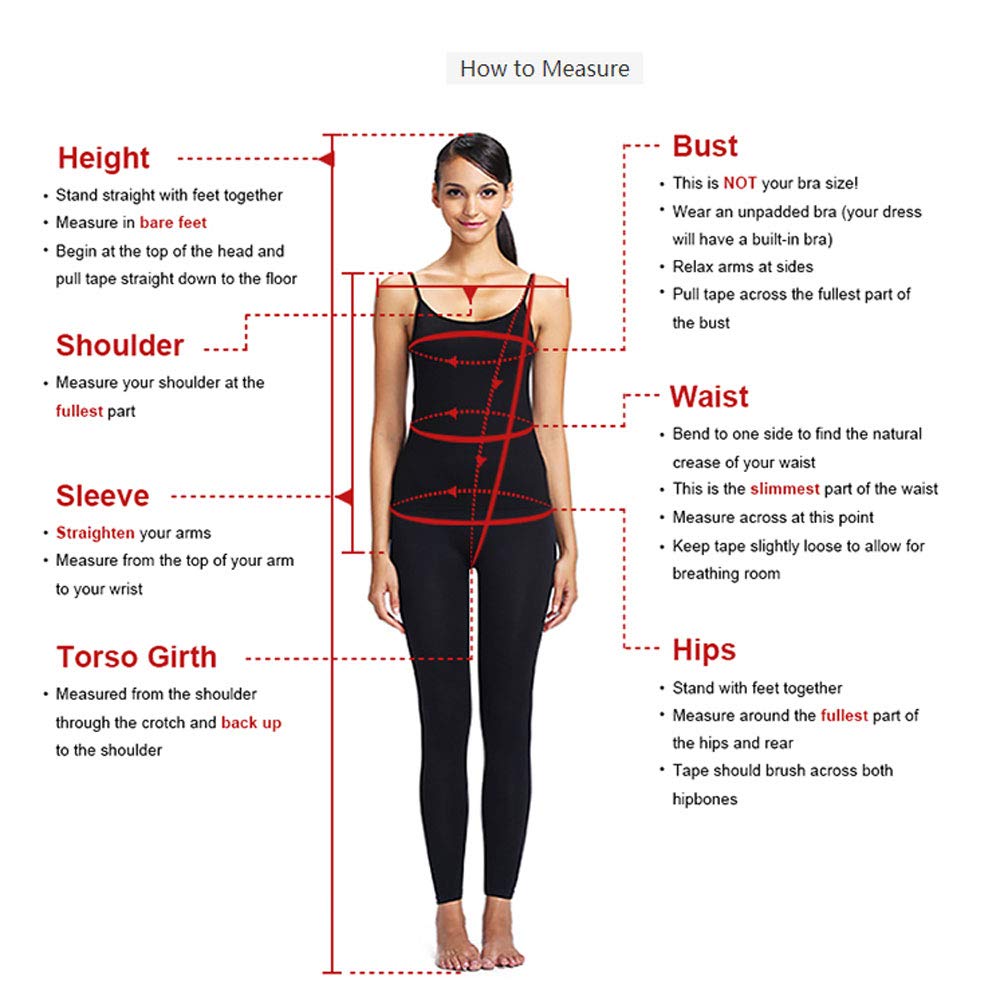 How to Measure
Height
• Stand straight with feet together
• Measure in bare feet
• Begin at the top of the head and
pull tape straight down to the floor
Shoulder
• Measure your shoulder at the
fullest part
Sleeve
• Straighten your arms
• Measure from the top of your arm
to your wrist
Torso Girth
• Measured from the shoulder
through the crotch and back up
to the shoulder
Bust
• This is NOT your bra size!
• Wear an unpadded bra (your dress
will have a built-in bra)
• Relax arms at sides
• Pull tape across the fullest part of
the bust
Waist
• Bend to one side to find the natural
crease of your waist
• This is the slimmest part of the waist
• Measure across at this point
• Keep tape slightly loose to allow for
breathing room
Hips
• Stand with feet together
• Measure around the fullest part of
the hips and rear
• Tape should brush across both
hipbones